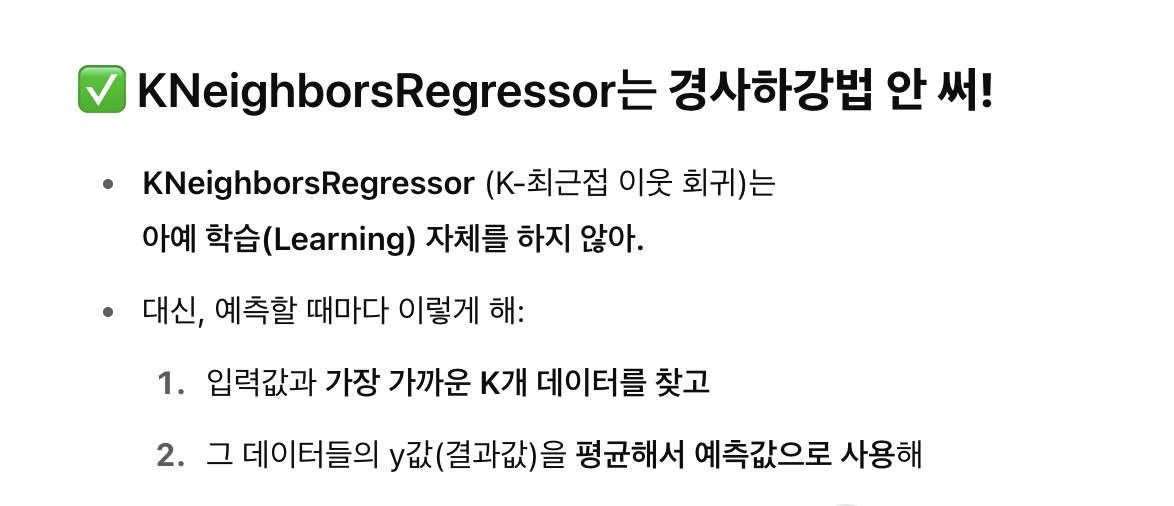 ✅ KNeighborsRegressor는 경사하강법 안 써!
• KNeighborsRegressor (K-최근접 이웃 회귀)는
아예 학습(Learning) 자체를 하지 않아.
• 대신, 예측할 때마다 이렇게 해:
1. 입력값과 가장 가까운 K개 데이터를 찾고
2. 그 데이터들의 y값(결과값)을 평균해서 예측값으로 사용해